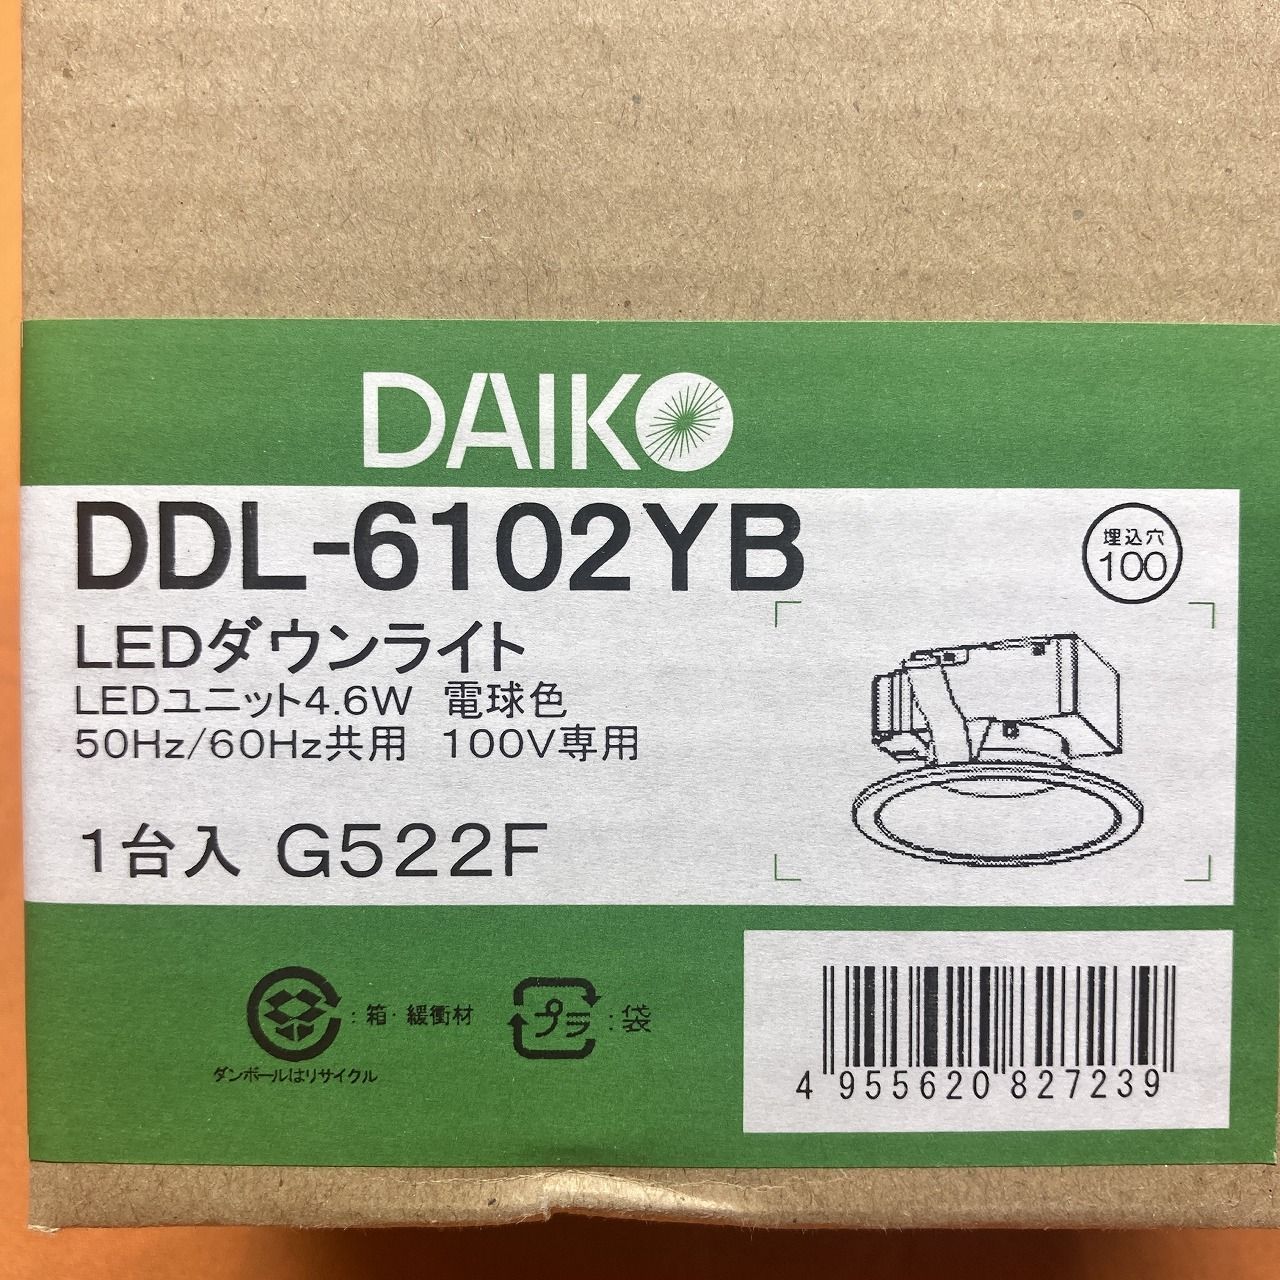 DAIKO
DDL-6102YB
埋込穴
100
LEDダウンライト
LEDユニット4.6W 電球色
50Hz/60Hz共用 100V専用
1台入 G522F
:箱・緩衝材
ダンボールはリサイクル
プラ:袋
4 955620 827239